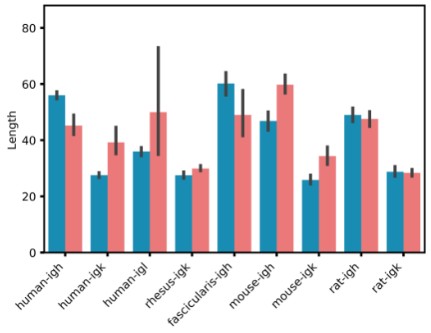 80
60
40
20
0
Length
human-igh
human-igk
human-igl
rhesus-igk
fascicularis-igh
mouse-igh
mouse-igk
rat-igh
rat-igk